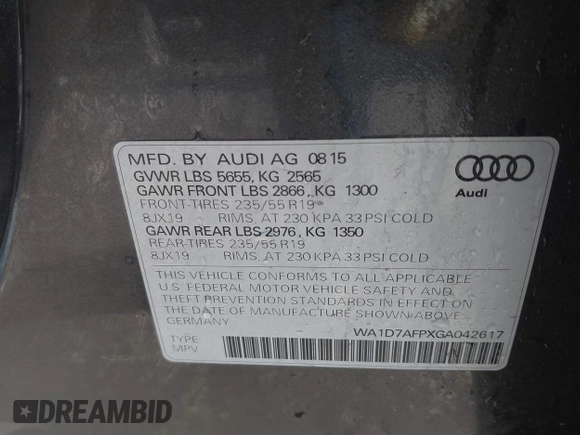 MFD. BY AUDI AG 08 15
GVWR LBS 5655, KG 2565
GAWR FRONT LBS 2866, KG 1300
FRONT-TIRES 235/55 R19
8JX19 RIMS, AT 230 KPA 33 PSI COLD
GAWR REAR LBS 2976, KG 1350
REAR-TIRES 235/55 R19
8JX19 RIMS, AT 230 KPA 33 PSI COLD
THIS VEHICLE CONFORMS TO ALL APPLICABLE
U.S. FEDERAL MOTOR VEHICLE SAFETY AND
THEFT PREVENTION STANDARDS IN EFFECT ON
THE DATE OF MANUFACTURE SHOWN ABOVE.
GERMANY
WA1D7AFPXGA042617
TYPE
MPV
Audi
DREAMBID